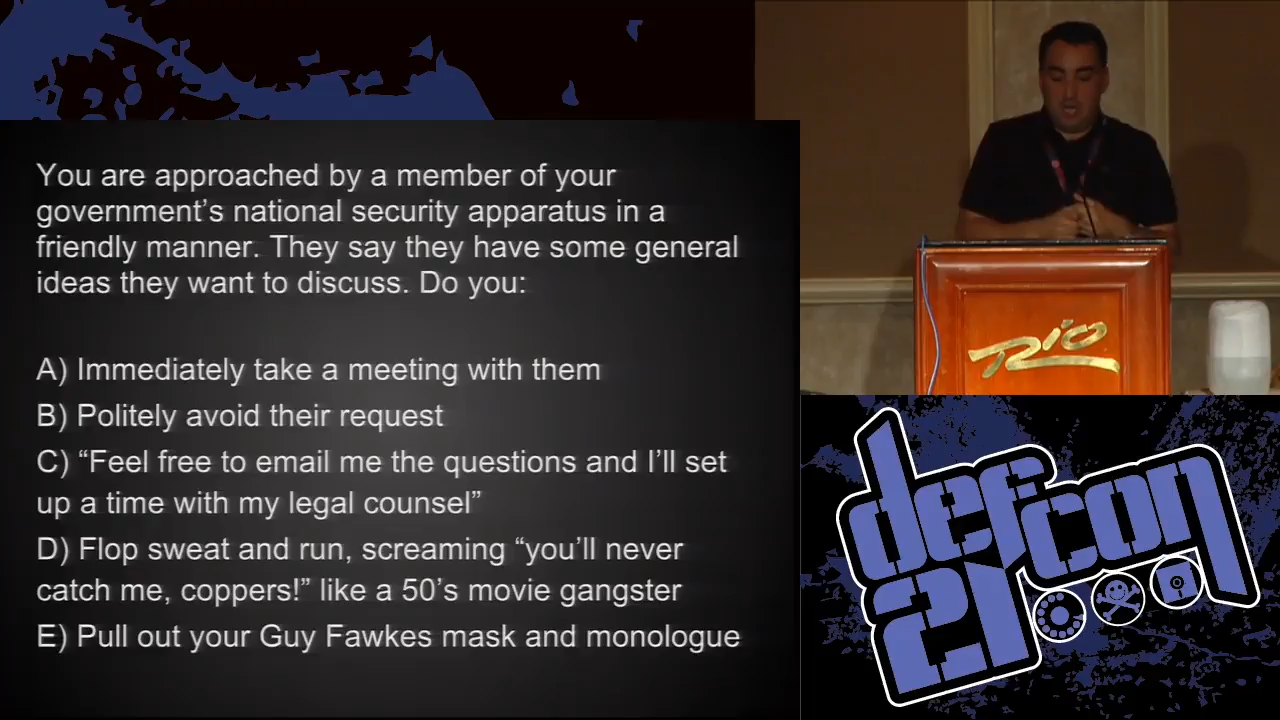 You are approached by a member of your
government’s national security apparatus in a
friendly manner. They say they have some general
ideas they want to discuss. Do you:
A) Immediately take a meeting with them
B) Politely avoid their request
C) “Feel free to email me the questions and I’ll set
up a time with my legal counsel”
D) Flop sweat and run, screaming “you’ll never
catch me, coppers!” like a 50’s movie gangster
E) Pull out your Guy Fawkes mask and monologue
Rio
defcon
21